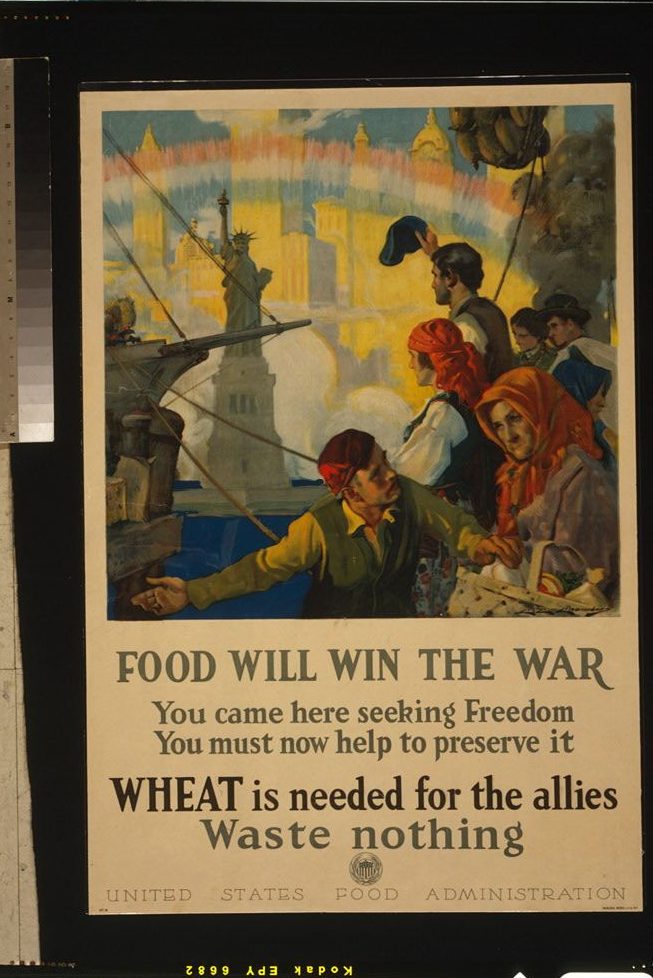 FOOD WILL WIN THE WAR
You came here seeking Freedom
You must now help to preserve it
WHEAT is needed for the allies
Waste nothing
UNITED STATES FOOD ADMINISTRATION
Kodak EPY 6682